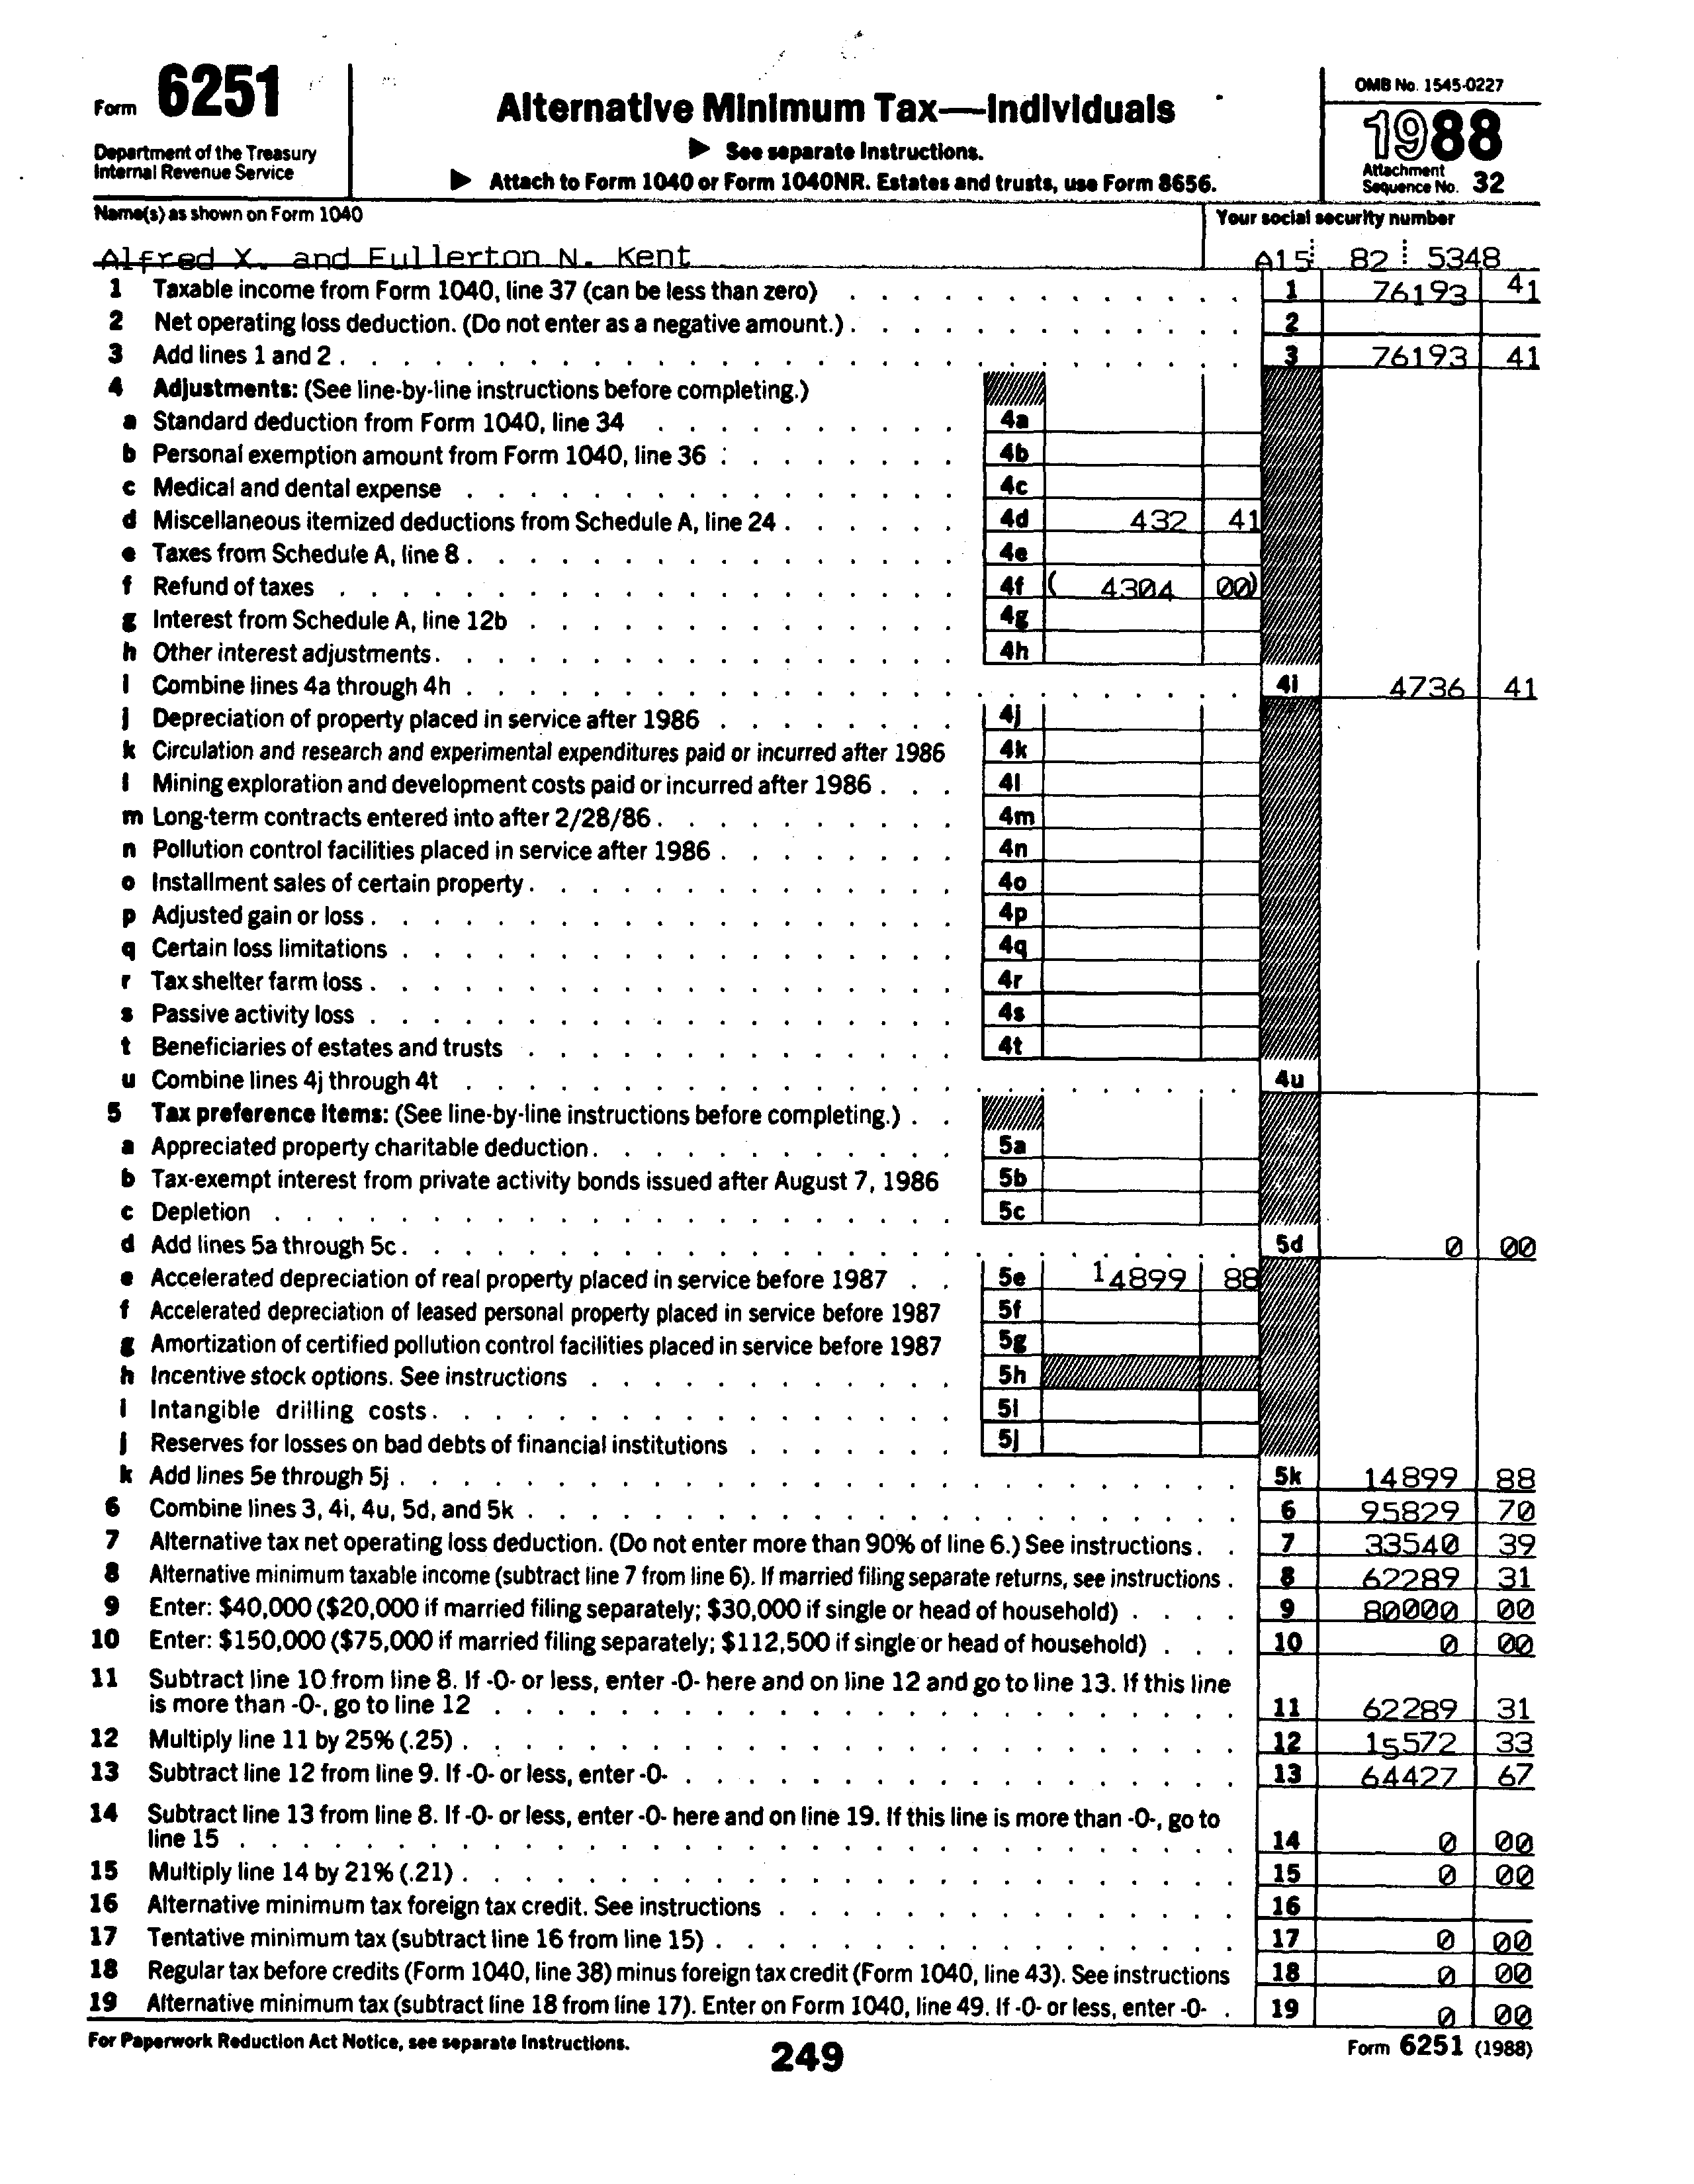 Form 6251
Department of the Treasury
Internal Revenue Service
Alternative Minimum Tax—Individuals
▶ See separate Instructions.
▶ Attach to Form 1040 or Form 1040NR. Estates and trusts, use Form 8656.
OMB No. 1545-0227
1988
Attachment
Sequence No. 32
Name(s) as shown on Form 1040
Your social security number
Alfred X. and Fullerton N. Kent A15 82 5348
1 Taxable income from Form 1040, line 37 (can be less than zero) 1 76193 41
2 Net operating loss deduction. (Do not enter as a negative amount.) 2
3 Add lines 1 and 2 3 76193 41
4 Adjustments: (See line-by-line instructions before completing.)
a Standard deduction from Form 1040, line 34 4a
b Personal exemption amount from Form 1040, line 36 4b
c Medical and dental expense 4c
d Miscellaneous itemized deductions from Schedule A, line 24 4d 432 41
e Taxes from Schedule A, line 8 4e
f Refund of taxes 4f ( 4304 00)
g Interest from Schedule A, line 12b 4g
h Other interest adjustments 4h
i Combine lines 4a through 4h 4i 4736 41
j Depreciation of property placed in service after 1986 4j
k Circulation and research and experimental expenditures paid or incurred after 1986 4k
l Mining exploration and development costs paid or incurred after 1986 4l
m Long-term contracts entered into after 2/28/86 4m
n Pollution control facilities placed in service after 1986 4n
o Installment sales of certain property 4o
p Adjusted gain or loss 4p
q Certain loss limitations 4q
r Tax shelter farm loss 4r
s Passive activity loss 4s
t Beneficiaries of estates and trusts 4t
u Combine lines 4j through 4t 4u
5 Tax preference items: (See line-by-line instructions before completing.)
a Appreciated property charitable deduction 5a
b Tax-exempt interest from private activity bonds issued after August 7, 1986 5b
c Depletion 5c
d Add lines 5a through 5c 5d 0 00
e Accelerated depreciation of real property placed in service before 1987 5e 14899 88
f Accelerated depreciation of leased personal property placed in service before 1987 5f
g Amortization of certified pollution control facilities placed in service before 1987 5g
h Incentive stock options. See instructions 5h
i Intangible drilling costs 5i
j Reserves for losses on bad debts of financial institutions 5j
k Add lines 5e through 5j 5k 14899 88
6 Combine lines 3, 4i, 4u, 5d, and 5k 6 95829 70
7 Alternative tax net operating loss deduction. (Do not enter more than 90% of line 6.) See instructions 7 33540 39
8 Alternative minimum taxable income (subtract line 7 from line 6). If married filing separate returns, see instructions 8 62289 31
9 Enter: $40,000 ($20,000 if married filing separately; $30,000 if single or head of household) 9 80000 00
10 Enter: $150,000 ($75,000 if married filing separately; $112,500 if single or head of household) 10 0 00
11 Subtract line 10 from line 8. If -0- or less, enter -0- here and on line 12 and go to line 13. If this line
is more than -0-, go to line 12 11 62289 31
12 Multiply line 11 by 25% (.25) 12 15572 33
13 Subtract line 12 from line 9. If -0- or less, enter -0- 13 64427 67
14 Subtract line 13 from line 8. If -0- or less, enter -0- here and on line 19. If this line is more than -0-, go to
line 15 14 0 00
15 Multiply line 14 by 21% (.21) 15 0 00
16 Alternative minimum tax foreign tax credit. See instructions 16
17 Tentative minimum tax (subtract line 16 from line 15) 17 0 00
18 Regular tax before credits (Form 1040, line 38) minus foreign tax credit (Form 1040, line 43). See instructions 18 0 00
19 Alternative minimum tax (subtract line 18 from line 17). Enter on Form 1040, line 49. If -0- or less, enter -0- 19 0 00
For Paperwork Reduction Act Notice, see separate Instructions.
249
Form 6251 (1988)